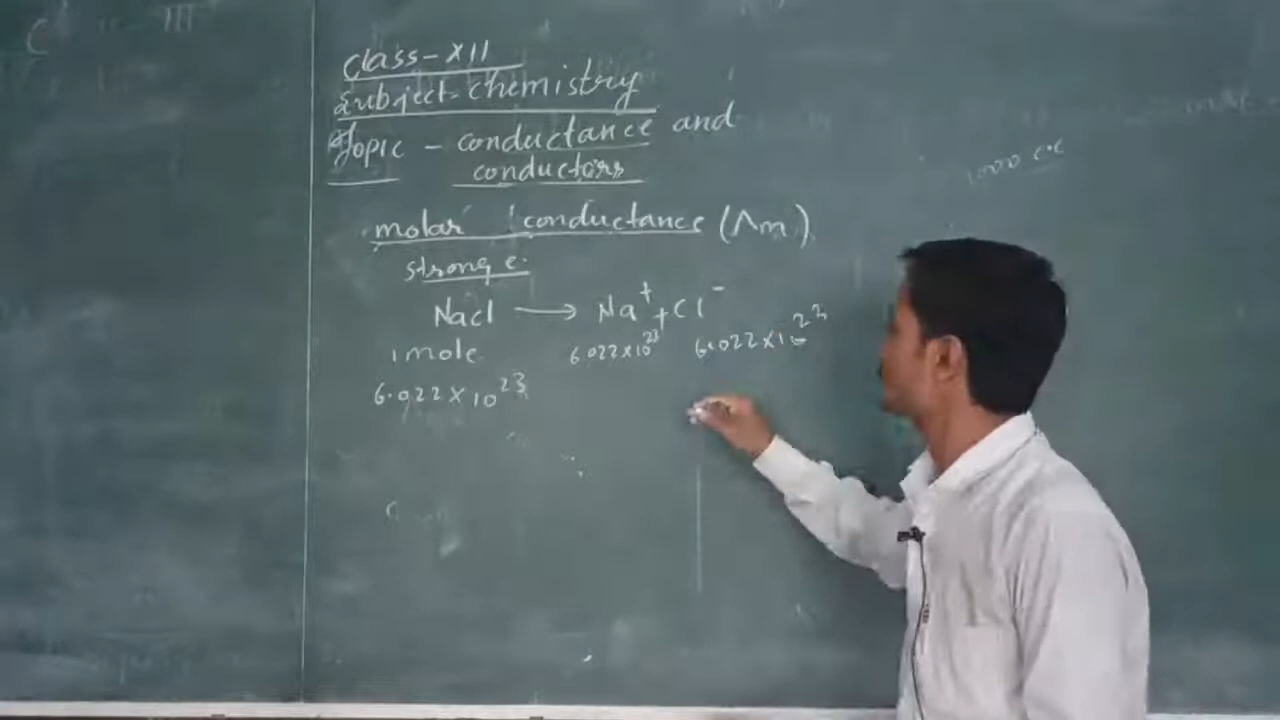 Class-XII
Subject-chemistry
Topic - conductance and
conductors
1000 c.c
molar conductance (Λm)
strong e.
Nacl → Na⁺ + Cl⁻
1 mole 6.022×10²³ 6.022×10²³
6.022×10²³